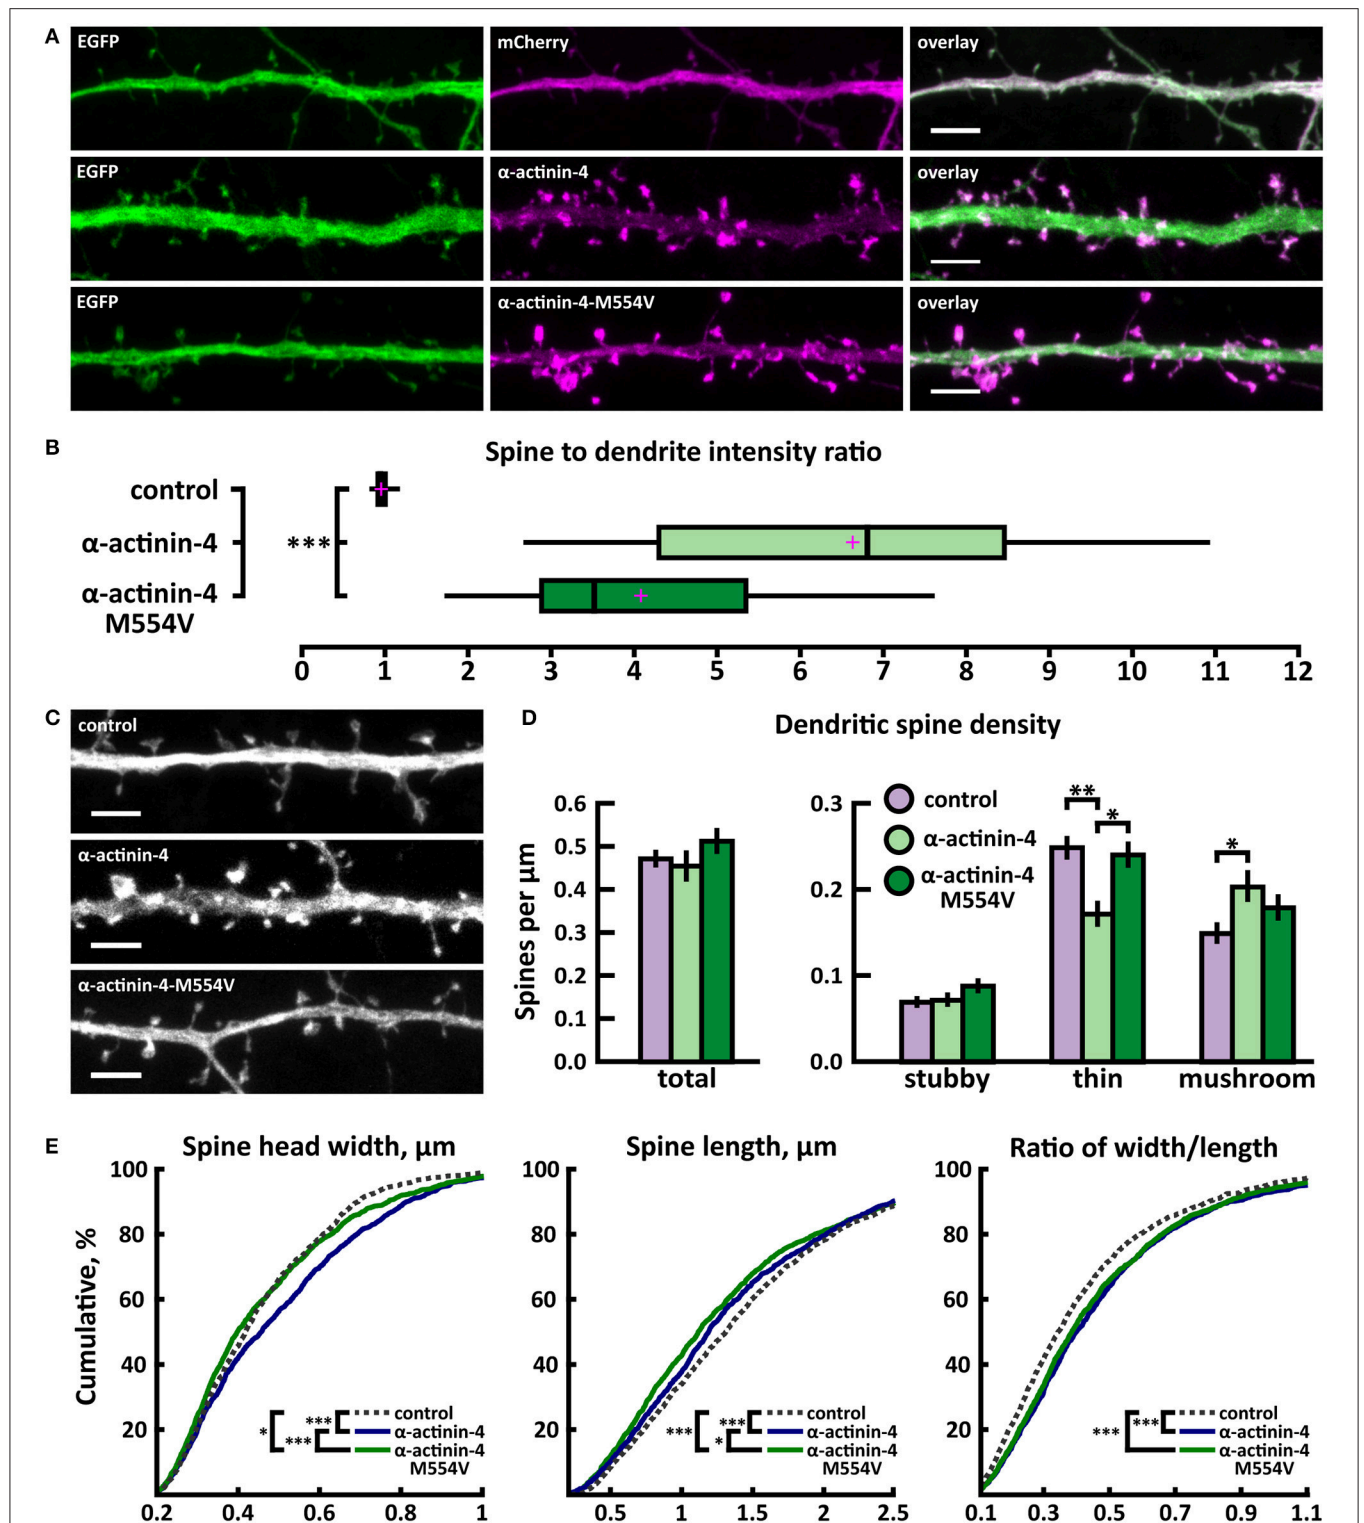 A
EGFP
mCherry
overlay
EGFP
α-actinin-4
overlay
EGFP
α-actinin-4-M554V
overlay
B
Spine to dendrite intensity ratio
control
α-actinin-4
***
α-actinin-4
M554V
0 1 2 3 4 5 6 7 8 9 10 11 12
C
control
α-actinin-4
α-actinin-4-M554V
D
Dendritic spine density
Spines per µm
0.6
0.5
0.4
0.3
0.2
0.1
0.0
total
0.3
0.2
0.1
0.0
control
α-actinin-4
α-actinin-4
M554V
**
*
*
stubby thin mushroom
E
Spine head width, µm
Cumulative, %
100
80
60
40
20
0.2 0.4 0.6 0.8 1
* *** control
*** α-actinin-4
α-actinin-4
M554V
Spine length, µm
100
80
60
40
20
0.5 1 1.5 2 2.5
*** *** control
* α-actinin-4
α-actinin-4
M554V
Ratio of width/length
100
80
60
40
20
0.1 0.3 0.5 0.7 0.9 1.1
*** *** control
α-actinin-4
α-actinin-4
M554V